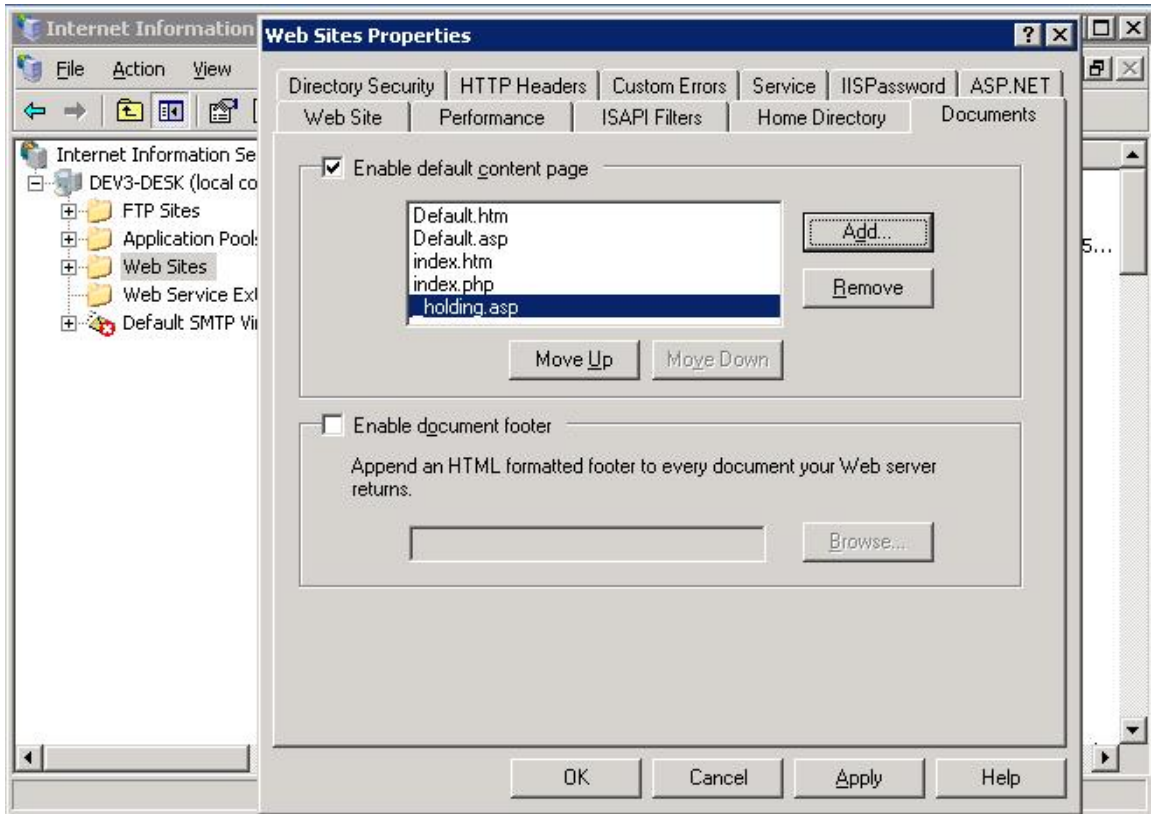 Internet Information
Web Sites Properties
File Action View
Directory Security HTTP Headers Custom Errors Service IISPassword ASP.NET
Web Site Performance ISAPI Filters Home Directory Documents
Internet Information Se
DEV3-DESK (local co
FTP Sites
Application Pool
Web Sites
Web Service Ext
Default SMTP Vi
Enable default content page
Default.htm
Default.asp
index.htm
index.php
_holding.asp
Add...
Remove
Move Up Move Down
5...
Enable document footer
Append an HTML formatted footer to every document your Web server
returns.
Browse...
OK Cancel Apply Help